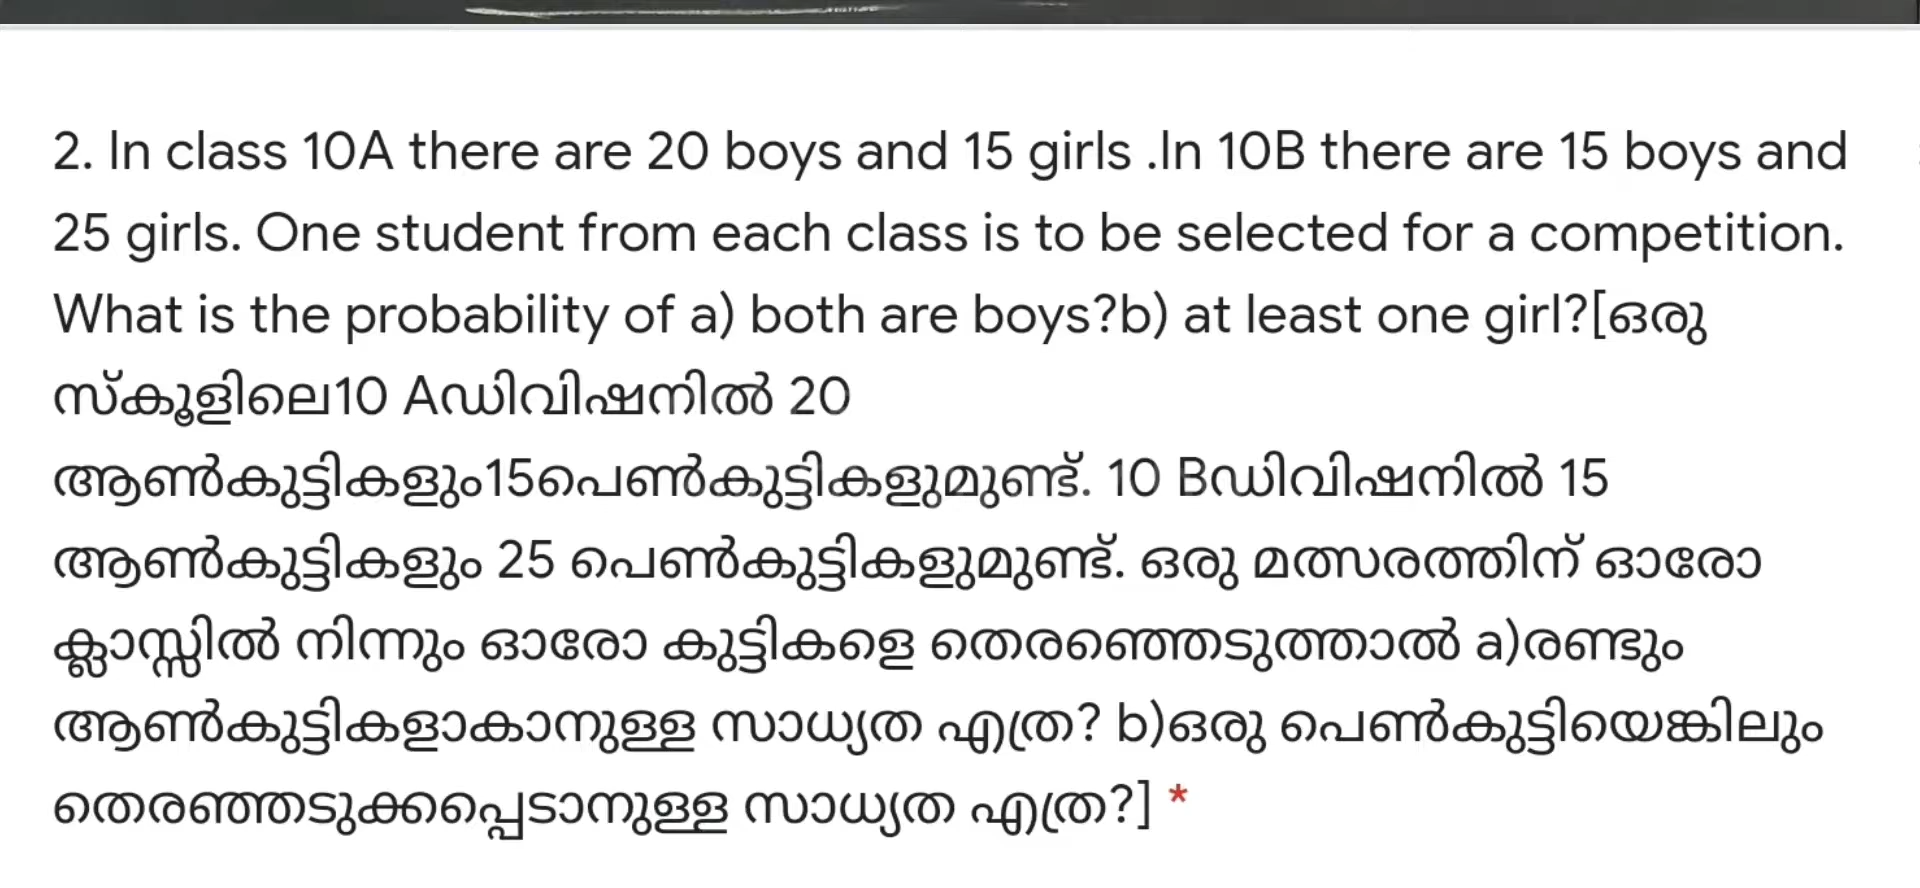 2. In class 10A there are 20 boys and 15 girls .In 10B there are 15 boys and
25 girls. One student from each class is to be selected for a competition.
What is the probability of a) both are boys?b) at least one girl?[ഒരു
സ്കൂളിലെ10 Aഡിവിഷനിൽ 20
ആൺകുട്ടികളും15പെൺകുട്ടികളുമുണ്ട്. 10 Bഡിവിഷനിൽ 15
ആൺകുട്ടികളും 25 പെൺകുട്ടികളുമുണ്ട്. ഒരു മത്സരത്തിന് ഓരോ
ക്ലാസ്സിൽ നിന്നും ഓരോ കുട്ടികളെ തെരഞ്ഞെടുത്താൽ a)രണ്ടും
ആൺകുട്ടികളാകാനുള്ള സാധ്യത എത്ര? b)ഒരു പെൺകുട്ടിയെങ്കിലും
തെരഞ്ഞടുക്കപ്പെടാനുള്ള സാധ്യത എത്ര?] *